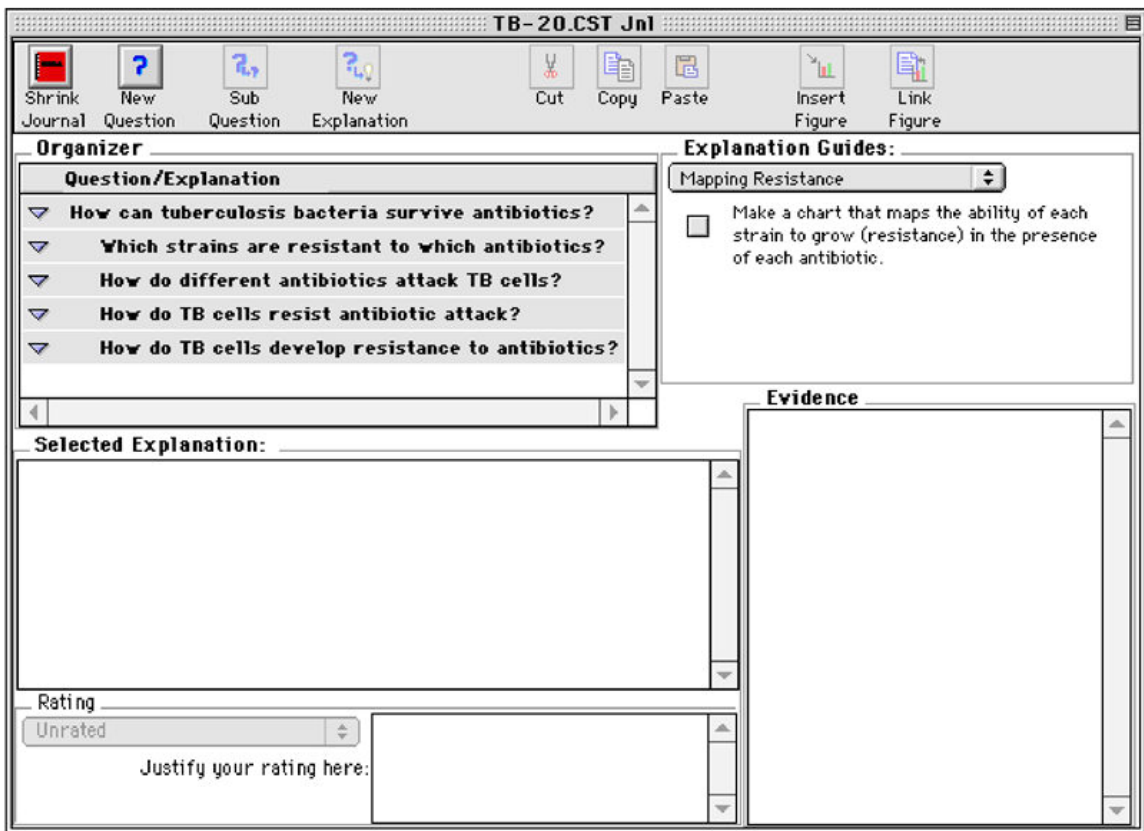 TB-20.CST Jnl
Shrink Journal
New Question
Sub Question
New Explanation
Cut
Copy
Paste
Insert Figure
Link Figure
Organizer
Question/Explanation
How can tuberculosis bacteria survive antibiotics?
Which strains are resistant to which antibiotics?
How do different antibiotics attack TB cells?
How do TB cells resist antibiotic attack?
How do TB cells develop resistance to antibiotics?
Explanation Guides:
Mapping Resistance
Make a chart that maps the ability of each
strain to grow (resistance) in the presence
of each antibiotic.
Selected Explanation:
Evidence
Rating
Unrated
Justify your rating here: